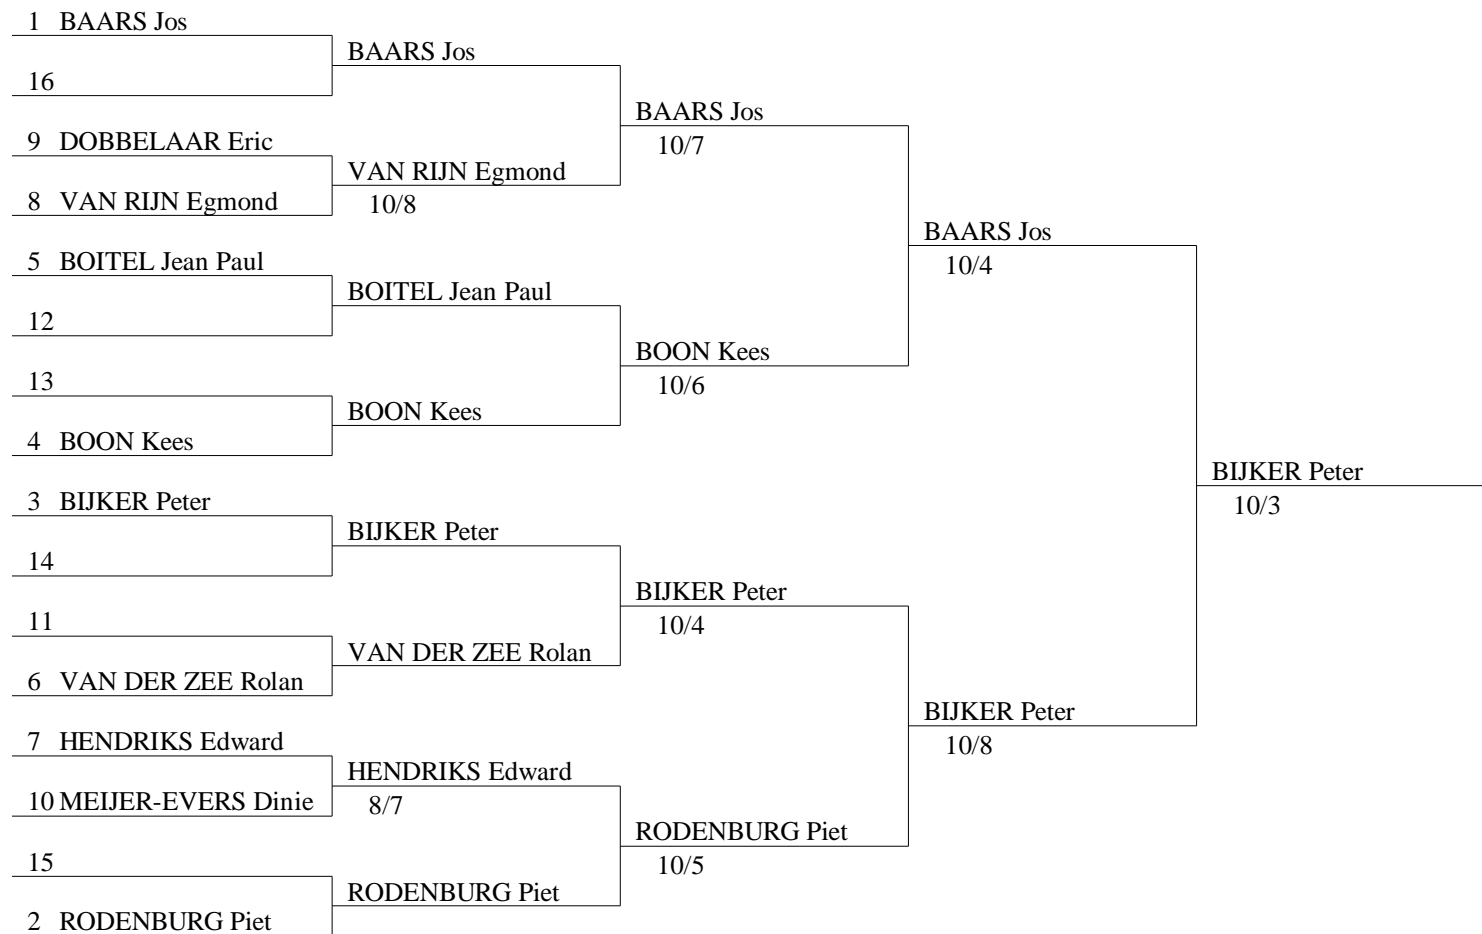 1 BAARS Jos
16
9 DOBBELAAR Eric
8 VAN RIJN Egmond
5 BOITEL Jean Paul
12
13
4 BOON Kees
3 BIJKER Peter
14
11
6 VAN DER ZEE Rolan
7 HENDRIKS Edward
10 MEIJER-EVERS Dinie
15
2 RODENBURG Piet
BAARS Jos
VAN RIJN Egmond
10/8
BOITEL Jean Paul
BOON Kees
BIJKER Peter
VAN DER ZEE Rolan
HENDRIKS Edward
8/7
RODENBURG Piet
BAARS Jos
10/7
BOON Kees
10/6
BIJKER Peter
10/4
RODENBURG Piet
10/5
BAARS Jos
10/4
BIJKER Peter
10/8
BIJKER Peter
10/3